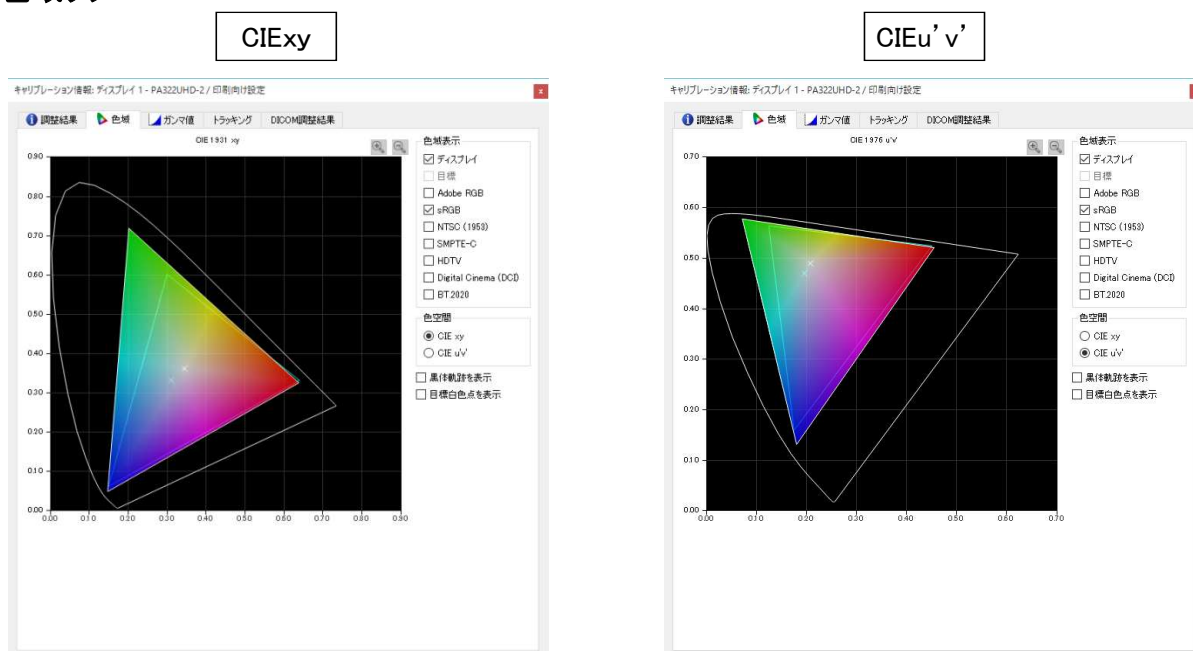 CIExy
キャリブレーション情報: ディスプレイ 1 - PA322UHD-2 / 印刷向け設定
x
調整結果 色域 ガンマ値 トラッキング DICOM調整結果
CIE 1931 xy
0.90
0.80
0.70
0.60
0.50
0.40
0.30
0.20
0.10
0.00
0.00 0.10 0.20 0.30 0.40 0.50 0.60 0.70 0.80 0.90
色域表示
ディスプレイ
目標
Adobe RGB
sRGB
NTSC (1953)
SMPTE-C
HDTV
Digital Cinema (DCI)
BT.2020
色空間
CIE xy
CIE u'v'
黒体軌跡を表示
目標白色点を表示
CIEu’v’
キャリブレーション情報: ディスプレイ 1 - PA322UHD-2 / 印刷向け設定
調整結果 色域 ガンマ値 トラッキング DICOM調整結果
CIE 1976 u'v'
0.70
0.60
0.50
0.40
0.30
0.20
0.10
0.00
0.00 0.10 0.20 0.30 0.40 0.50 0.60 0.70
色域表示
ディスプレイ
目標
Adobe RGB
sRGB
NTSC (1953)
SMPTE-C
HDTV
Digital Cinema (DCI)
BT.2020
色空間
CIE xy
CIE u'v'
黒体軌跡を表示
目標白色点を表示